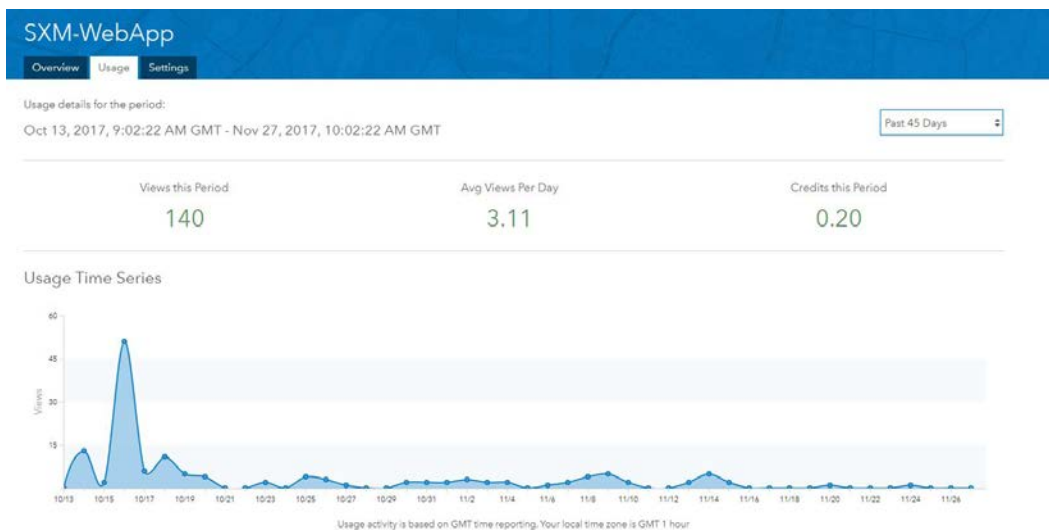 SXM-WebApp
Overview Usage Settings
Usage details for the period:
Oct 13, 2017, 9:02:22 AM GMT - Nov 27, 2017, 10:02:22 AM GMT
Past 45 Days
Views this Period Avg Views Per Day Credits this Period
140 3.11 0.20
Usage Time Series
60
45
30
15
Views
10/13 10/15 10/17 10/19 10/21 10/23 10/25 10/27 10/29 10/31 11/2 11/4 11/6 11/8 11/10 11/12 11/14 11/16 11/18 11/20 11/22 11/24 11/26
Usage activity is based on GMT time reporting. Your local time zone is GMT 1 hour